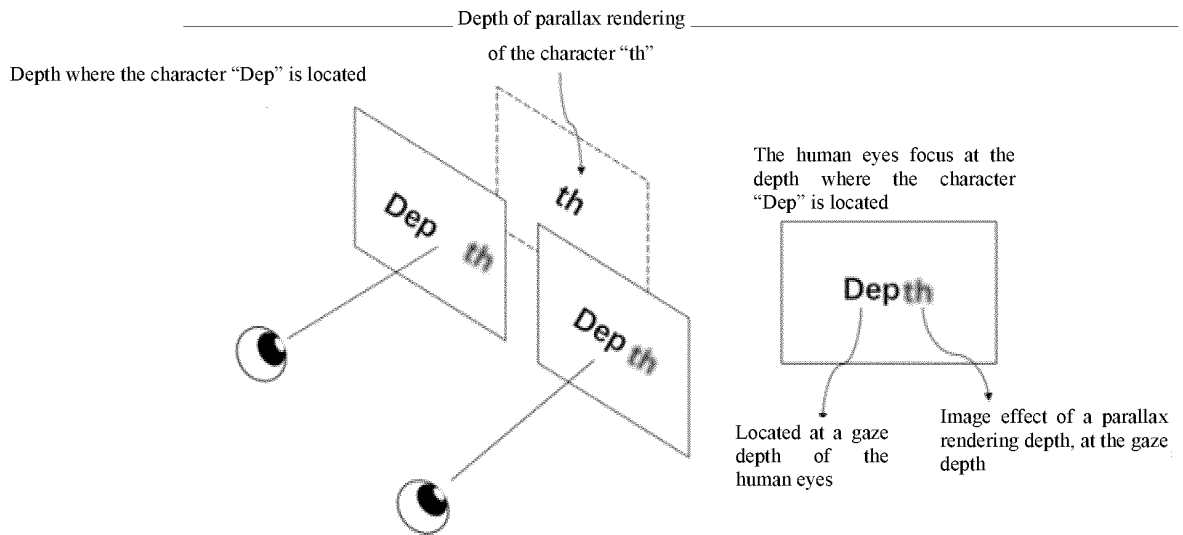 Depth of parallax rendering
of the character “th”
Depth where the character “Dep” is located
th
Dep th
Dep th
The human eyes focus at the
depth where the character
“Dep” is located
Depth
Located at a gaze
depth of the
human eyes
Image effect of a parallax
rendering depth, at the gaze
depth